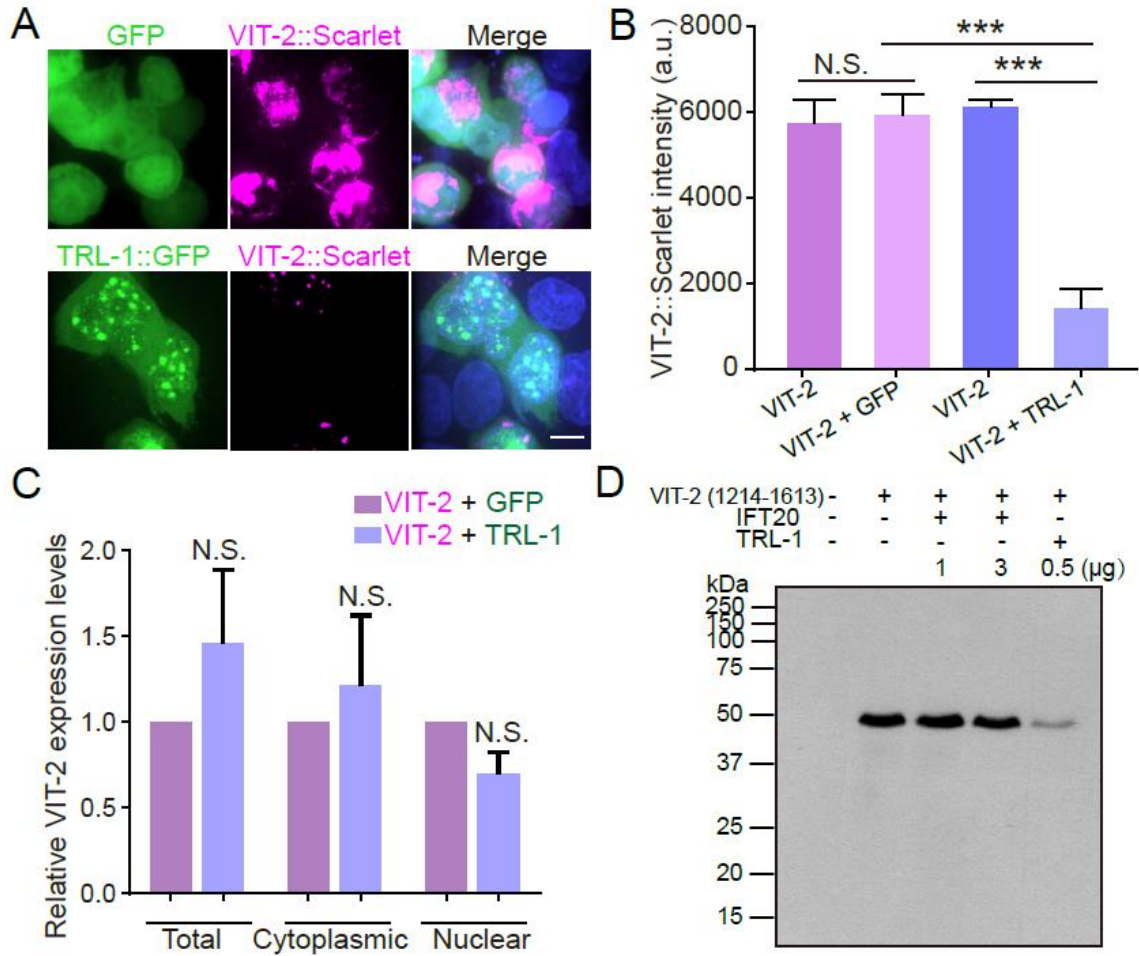 A
GFP VIT-2::Scarlet Merge
TRL-1::GFP VIT-2::Scarlet Merge
B
VIT-2::Scarlet intensity (a.u.)
8000
6000
4000
2000
0
N.S.
***
***
VIT-2
VIT-2 + GFP
VIT-2
VIT-2 + TRL-1
C
VIT-2 + GFP
VIT-2 + TRL-1
Relative VIT-2 expression levels
2.0
1.5
1.0
0.5
0.0
N.S.
N.S.
N.S.
Total Cytoplasmic Nuclear
D
VIT-2 (1214-1613) - + + + +
IFT20 - - + + -
TRL-1 - - - - +
1 3 0.5 (μg)
kDa
250
150
100
75
50
37
25
20
15